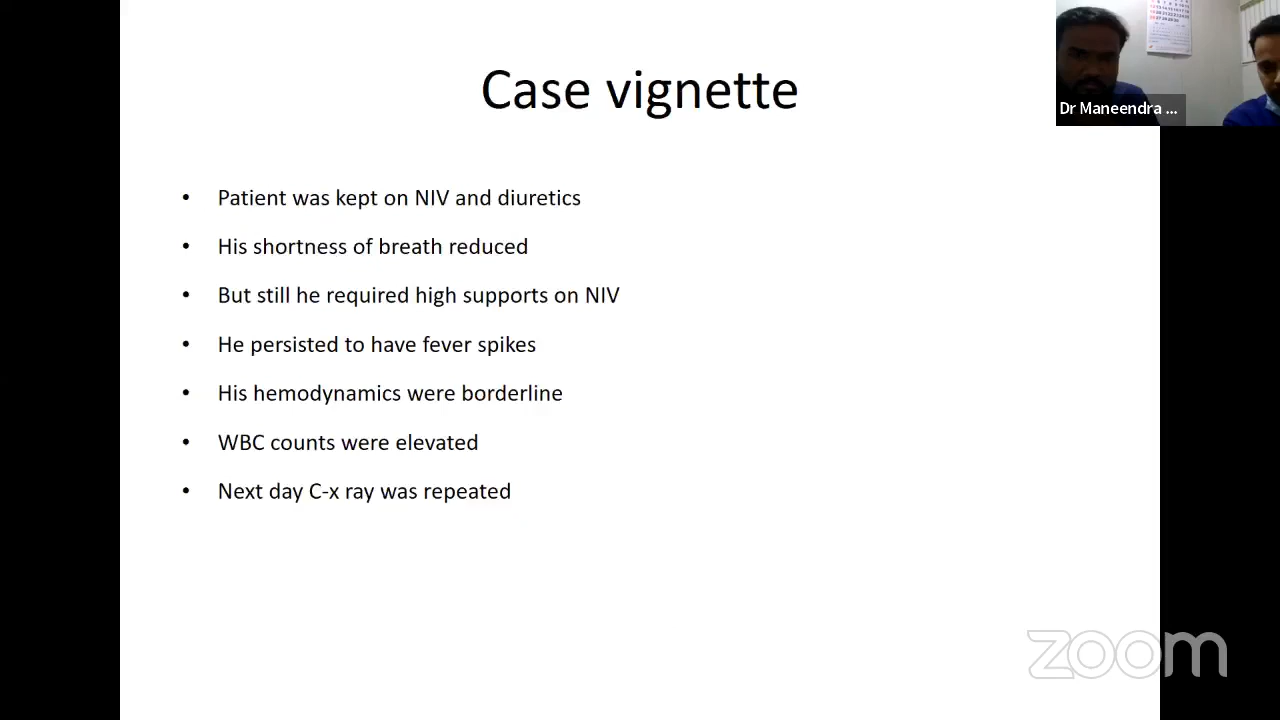 Case vignette
Dr Maneendra ...
• Patient was kept on NIV and diuretics
• His shortness of breath reduced
• But still he required high supports on NIV
• He persisted to have fever spikes
• His hemodynamics were borderline
• WBC counts were elevated
• Next day C-x ray was repeated
zoom